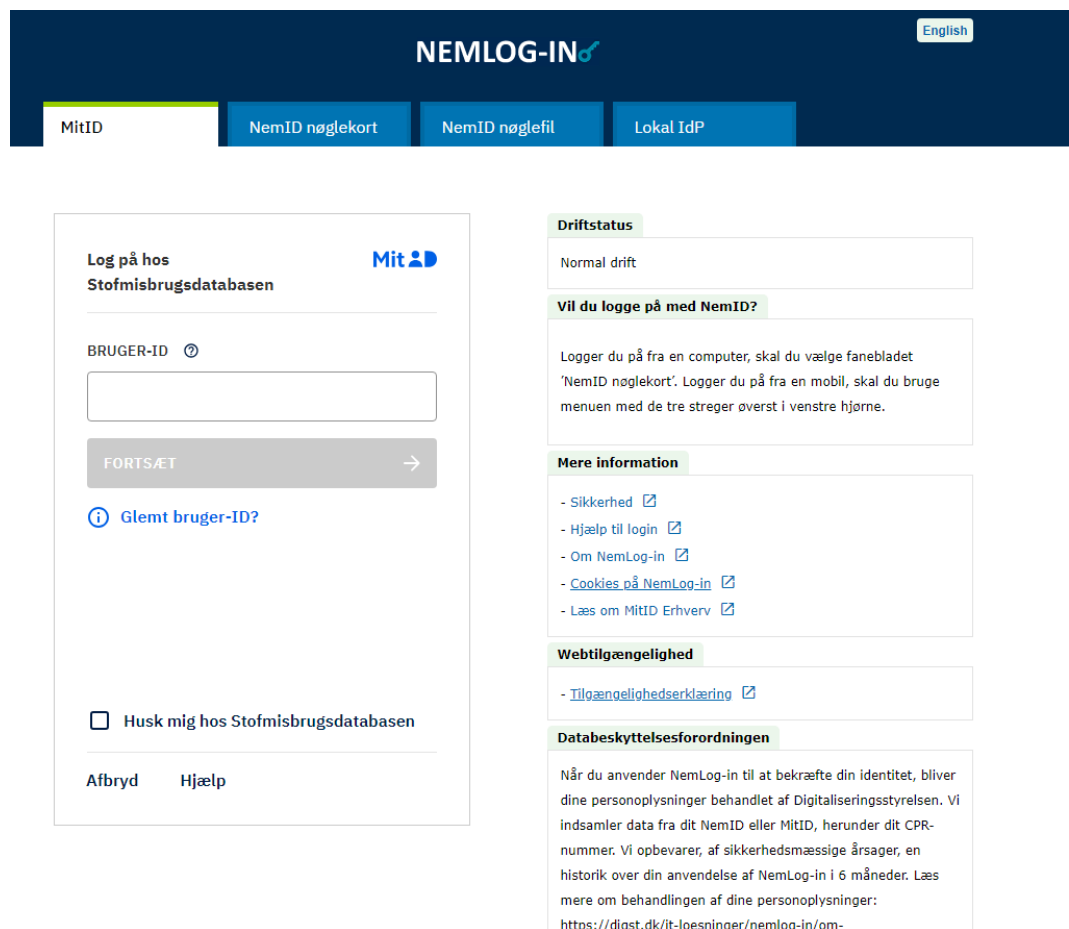 English
NEMLOG-IN
MitID
NemID nøglekort
NemID nøglefil
Lokal IdP
Log på hos
Stofmisbrugsdatabasen
Mit D
BRUGER-ID
FORTSÆT
Glemt bruger-ID?
Husk mig hos Stofmisbrugsdatabasen
Afbryd
Hjælp
Driftstatus
Normal drift
Vil du logge på med NemID?
Logger du på fra en computer, skal du vælge fanebladet
'NemID nøglekort'. Logger du på fra en mobil, skal du bruge
menuen med de tre streger øverst i venstre hjørne.
Mere information
- Sikkerhed
- Hjælp til login
- Om NemLog-in
- Cookies på NemLog-in
- Læs om MitID Erhverv
Webtilgængelighed
- Tilgængelighedserklæring
Databeskyttelsesforordningen
Når du anvender NemLog-in til at bekræfte din identitet, bliver
dine personoplysninger behandlet af Digitaliseringsstyrelsen. Vi
indsamler data fra dit NemID eller MitID, herunder dit CPR-
nummer. Vi opbevarer, af sikkerhedsmæssige årsager, en
historik over din anvendelse af NemLog-in i 6 måneder. Læs
mere om behandlingen af dine personoplysninger:
https://digst.dk/it-loesninger/nemlog-in/om-